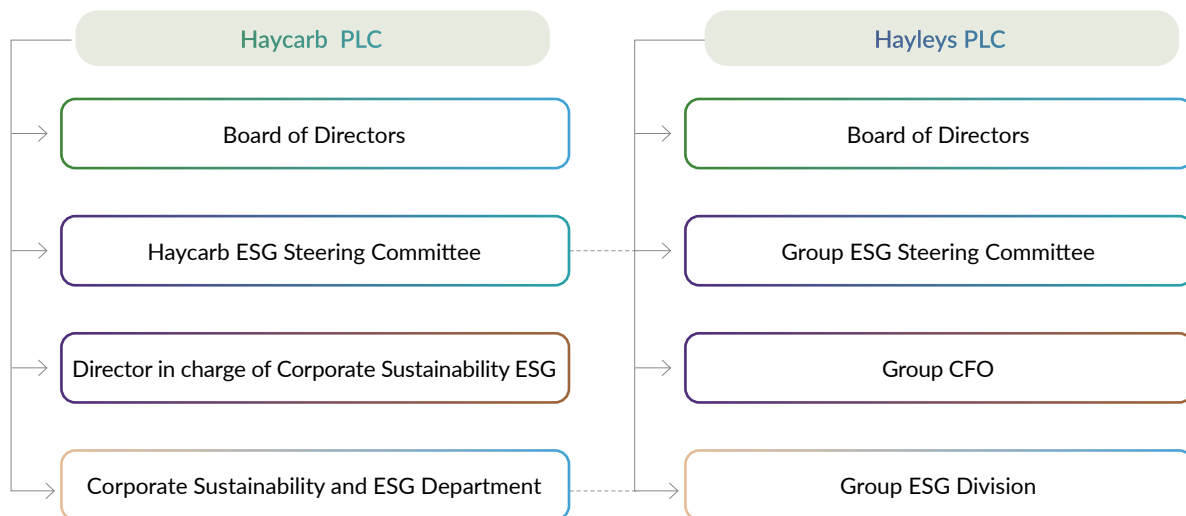 Haycarb PLC
Hayleys PLC
Board of Directors
Board of Directors
Haycarb ESG Steering Committee
Group ESG Steering Committee
Director in charge of Corporate Sustainability ESG
Group CFO
Corporate Sustainability and ESG Department
Group ESG Division